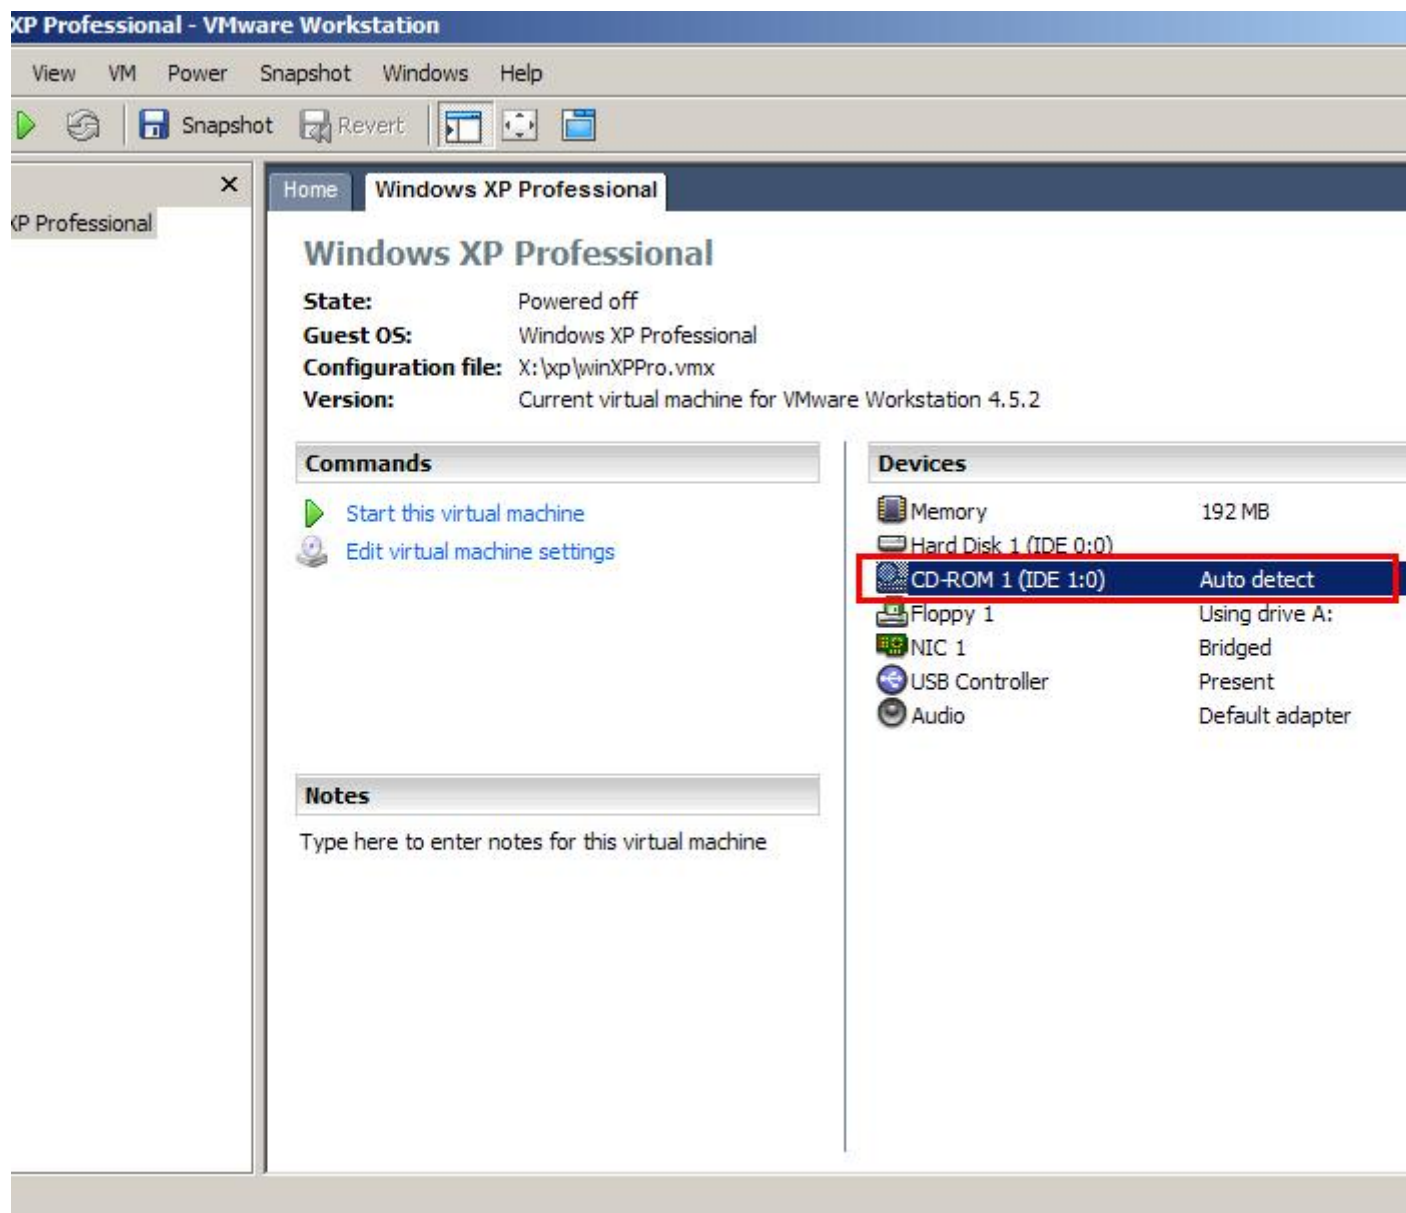 XP Professional - VMware Workstation
View VM Power Snapshot Windows Help
Snapshot Revert
Home Windows XP Professional
XP Professional
Windows XP Professional
State: Powered off
Guest OS: Windows XP Professional
Configuration file: X:\xp\winXPPro.vmx
Version: Current virtual machine for VMware Workstation 4.5.2
Commands
Start this virtual machine
Edit virtual machine settings
Devices
Memory 192 MB
Hard Disk 1 (IDE 0:0)
CD-ROM 1 (IDE 1:0) Auto detect
Floppy 1 Using drive A:
NIC 1 Bridged
USB Controller Present
Audio Default adapter
Notes
Type here to enter notes for this virtual machine